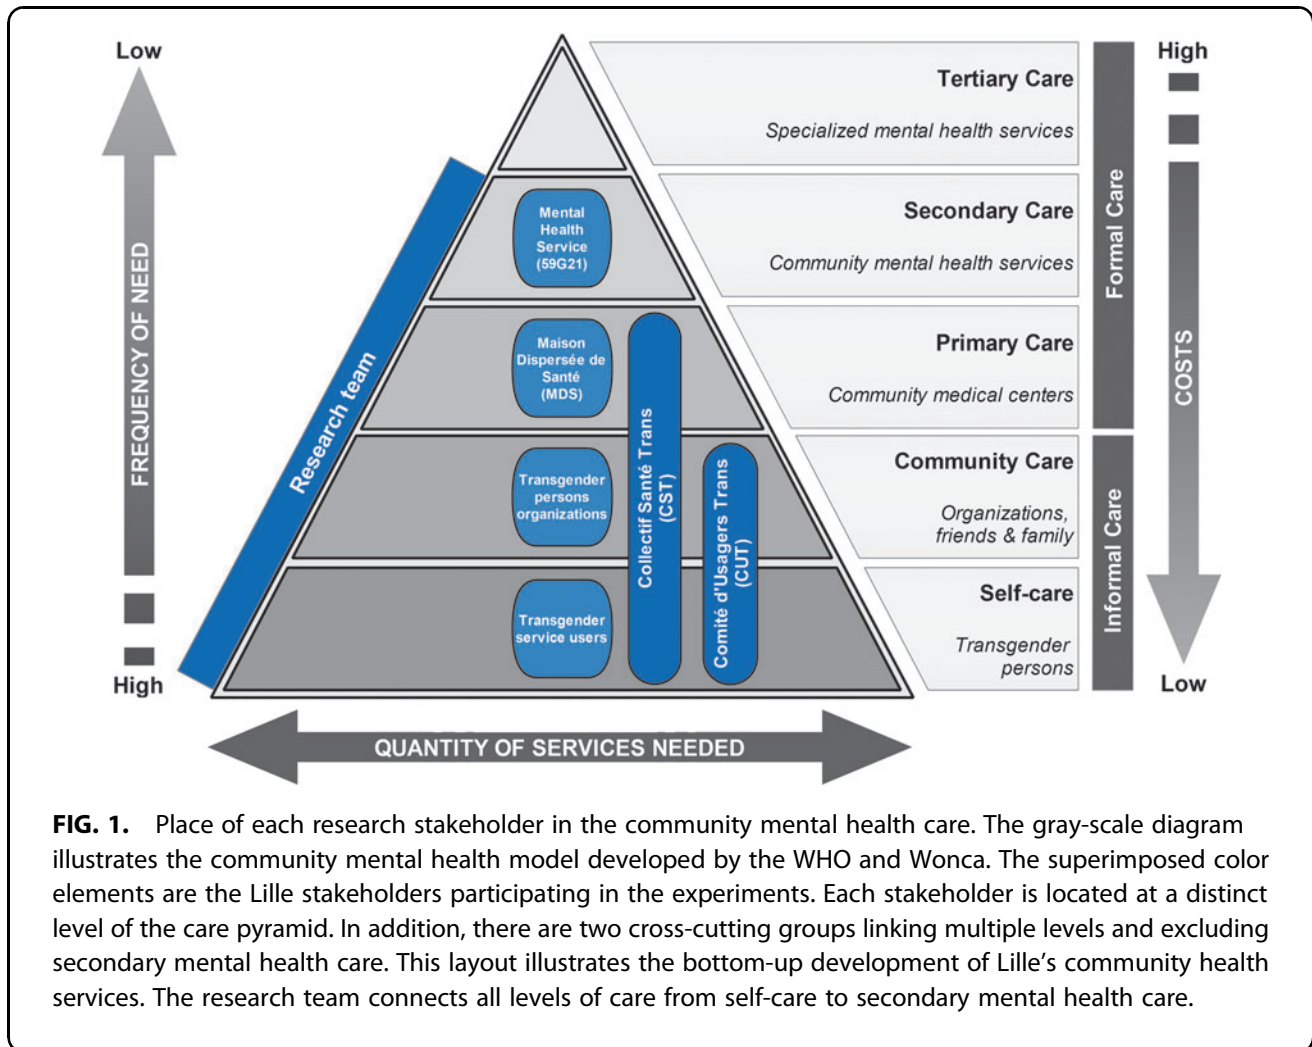 Low
High
FREQUENCY OF NEED
High
Research team
Mental
Health
Service
(59G21)
Maison
Dispersée de
Santé
(MDS)
Transgender
persons
organizations
Transgender
service users
Collectif Santé Trans
(CST)
Comité d'Usagers Trans
(CUT)
Tertiary Care
Specialized mental health services
Secondary Care
Community mental health services
Primary Care
Community medical centers
Community Care
Organizations,
friends & family
Self-care
Transgender
persons
Formal Care
Informal Care
COSTS
Low
QUANTITY OF SERVICES NEEDED
FIG. 1. Place of each research stakeholder in the community mental health care. The gray-scale diagram
illustrates the community mental health model developed by the WHO and Wonca. The superimposed color
elements are the Lille stakeholders participating in the experiments. Each stakeholder is located at a distinct
level of the care pyramid. In addition, there are two cross-cutting groups linking multiple levels and excluding
secondary mental health care. This layout illustrates the bottom-up development of Lille's community health
services. The research team connects all levels of care from self-care to secondary mental health care.